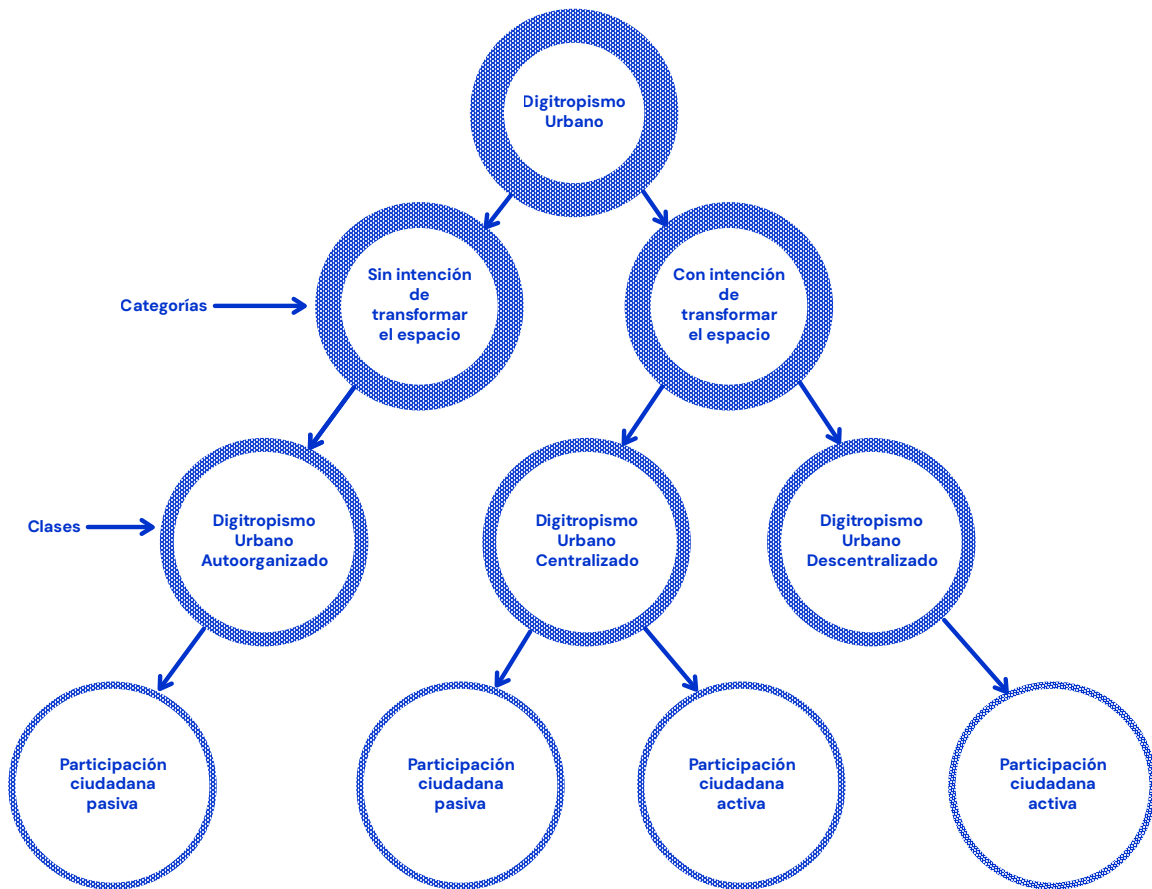 Digitropismo
Urbano
Categorías
Sin intención
de
transformar
el espacio
Con intención
de
transformar
el espacio
Clases
Digitropismo
Urbano
Autoorganizado
Digitropismo
Urbano
Centralizado
Digitropismo
Urbano
Descentralizado
Participación
ciudadana
pasiva
Participación
ciudadana
pasiva
Participación
ciudadana
activa
Participación
ciudadana
activa